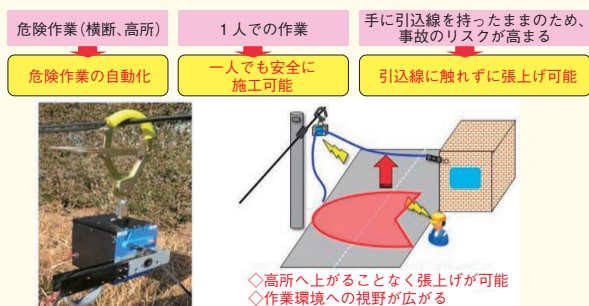 危険作業(横断、高所)
1人での作業
手に引込線を持ったままのため、
事故のリスクが高まる
危険作業の自動化
一人でも安全に
施工可能
引込線に触れずに張上げ可能
◇高所へ上がることなく張上げが可能
◇作業環境への視野が広がる